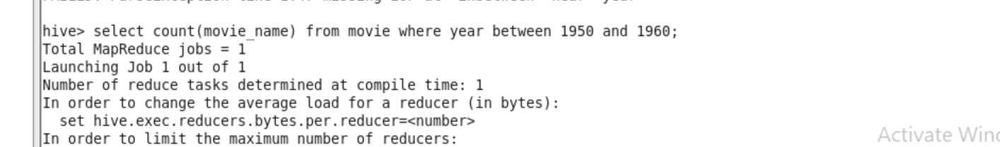 hive> select count(movie_name) from movie where year between 1950 and 1960;
Total MapReduce jobs = 1
Launching Job 1 out of 1
Number of reduce tasks determined at compile time: 1
In order to change the average load for a reducer (in bytes):
  set hive.exec.reducers.bytes.per.reducer=<number>
In order to limit the maximum number of reducers:
Activate